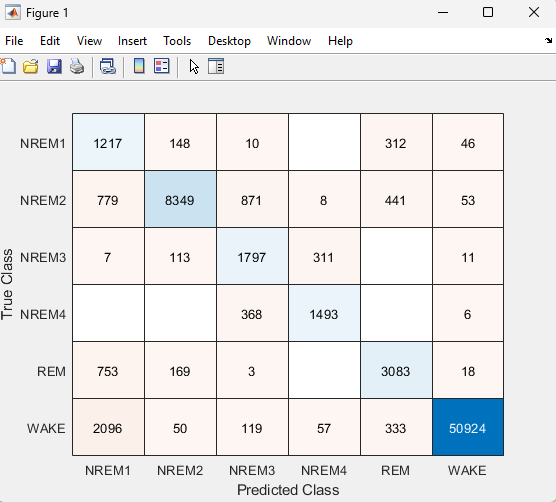 Figure 1
File Edit View Insert Tools Desktop Window Help
NREM1 1217 148 10 312 46
NREM2 779 8349 871 8 441 53
NREM3 7 113 1797 311 11
NREM4 368 1493 6
REM 753 169 3 3083 18
WAKE 2096 50 119 57 333 50924
True Class
NREM1 NREM2 NREM3 NREM4 REM WAKE
Predicted Class